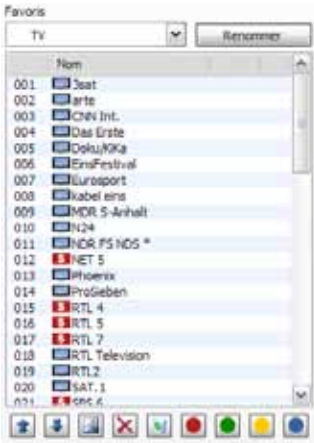 Favoris
TV
Renommer
Nom
001 3sat
002 arte
003 CNN Int.
004 Das Erste
005 Doku/KiKa
006 EinsFestival
007 Eurosport
008 kabel eins
009 MDR S-Anhalt
010 N24
011 NDR FS NDS *
012 S NET 5
013 Phoenix
014 ProSieben
015 S RTL 4
016 S RTL 5
017 S RTL 7
018 RTL Television
019 RTL2
020 SAT.1
021 S SBS 6